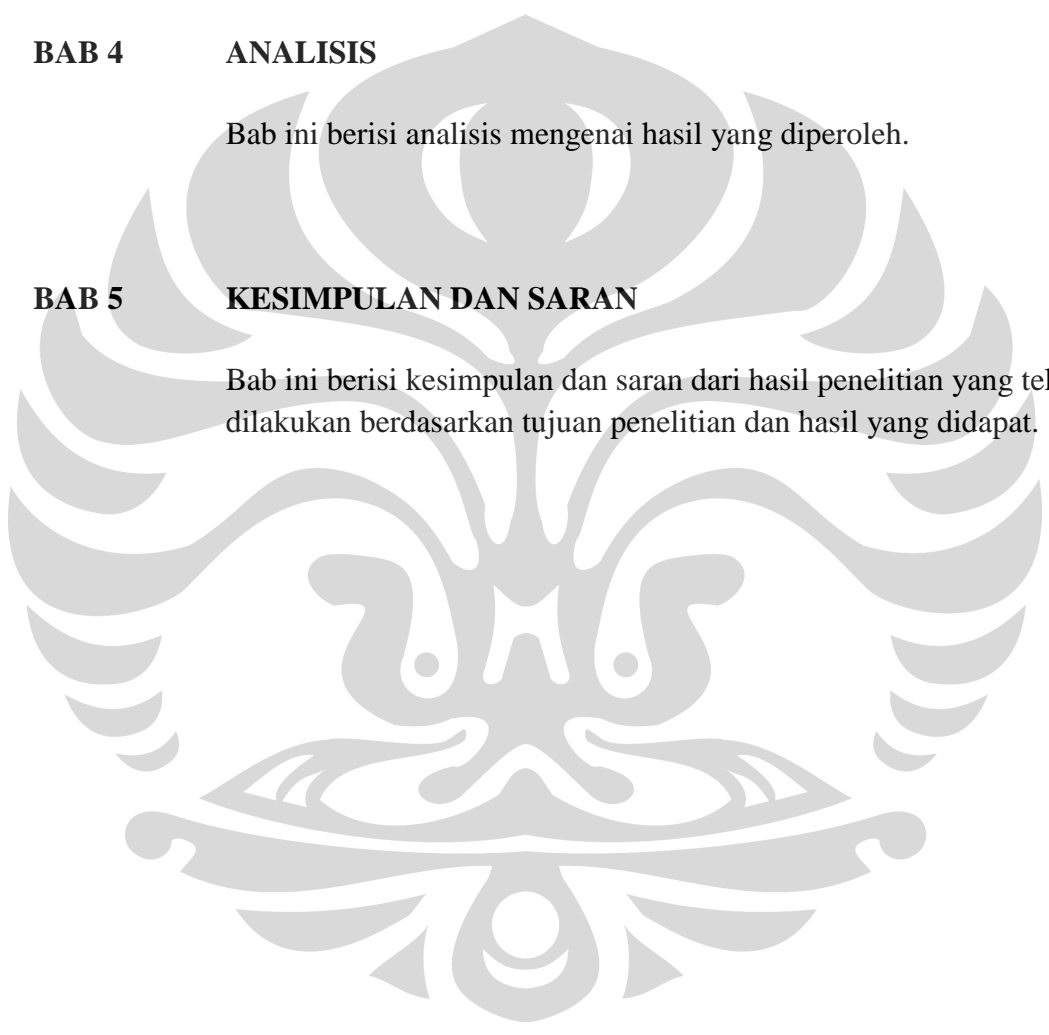 BAB 4 ANALISIS
Bab ini berisi analisis mengenai hasil yang diperoleh.
BAB 5 KESIMPULAN DAN SARAN
Bab ini berisi kesimpulan dan saran dari hasil penelitian yang
dilakukan berdasarkan tujuan penelitian dan hasil yang didapat.